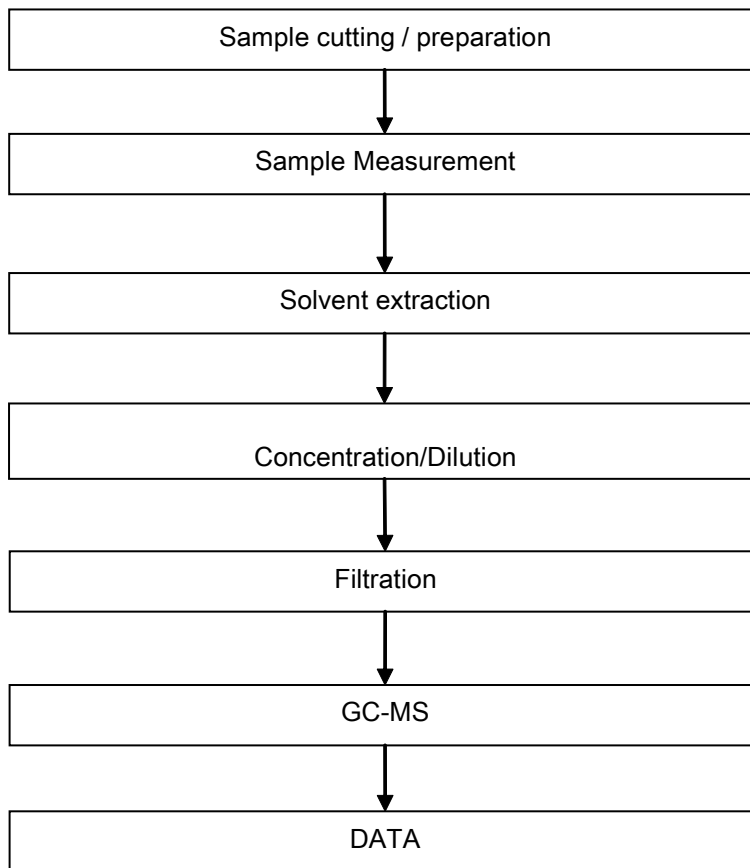 Sample cutting / preparation
Sample Measurement
Solvent extraction
Concentration/Dilution
Filtration
GC-MS
DATA